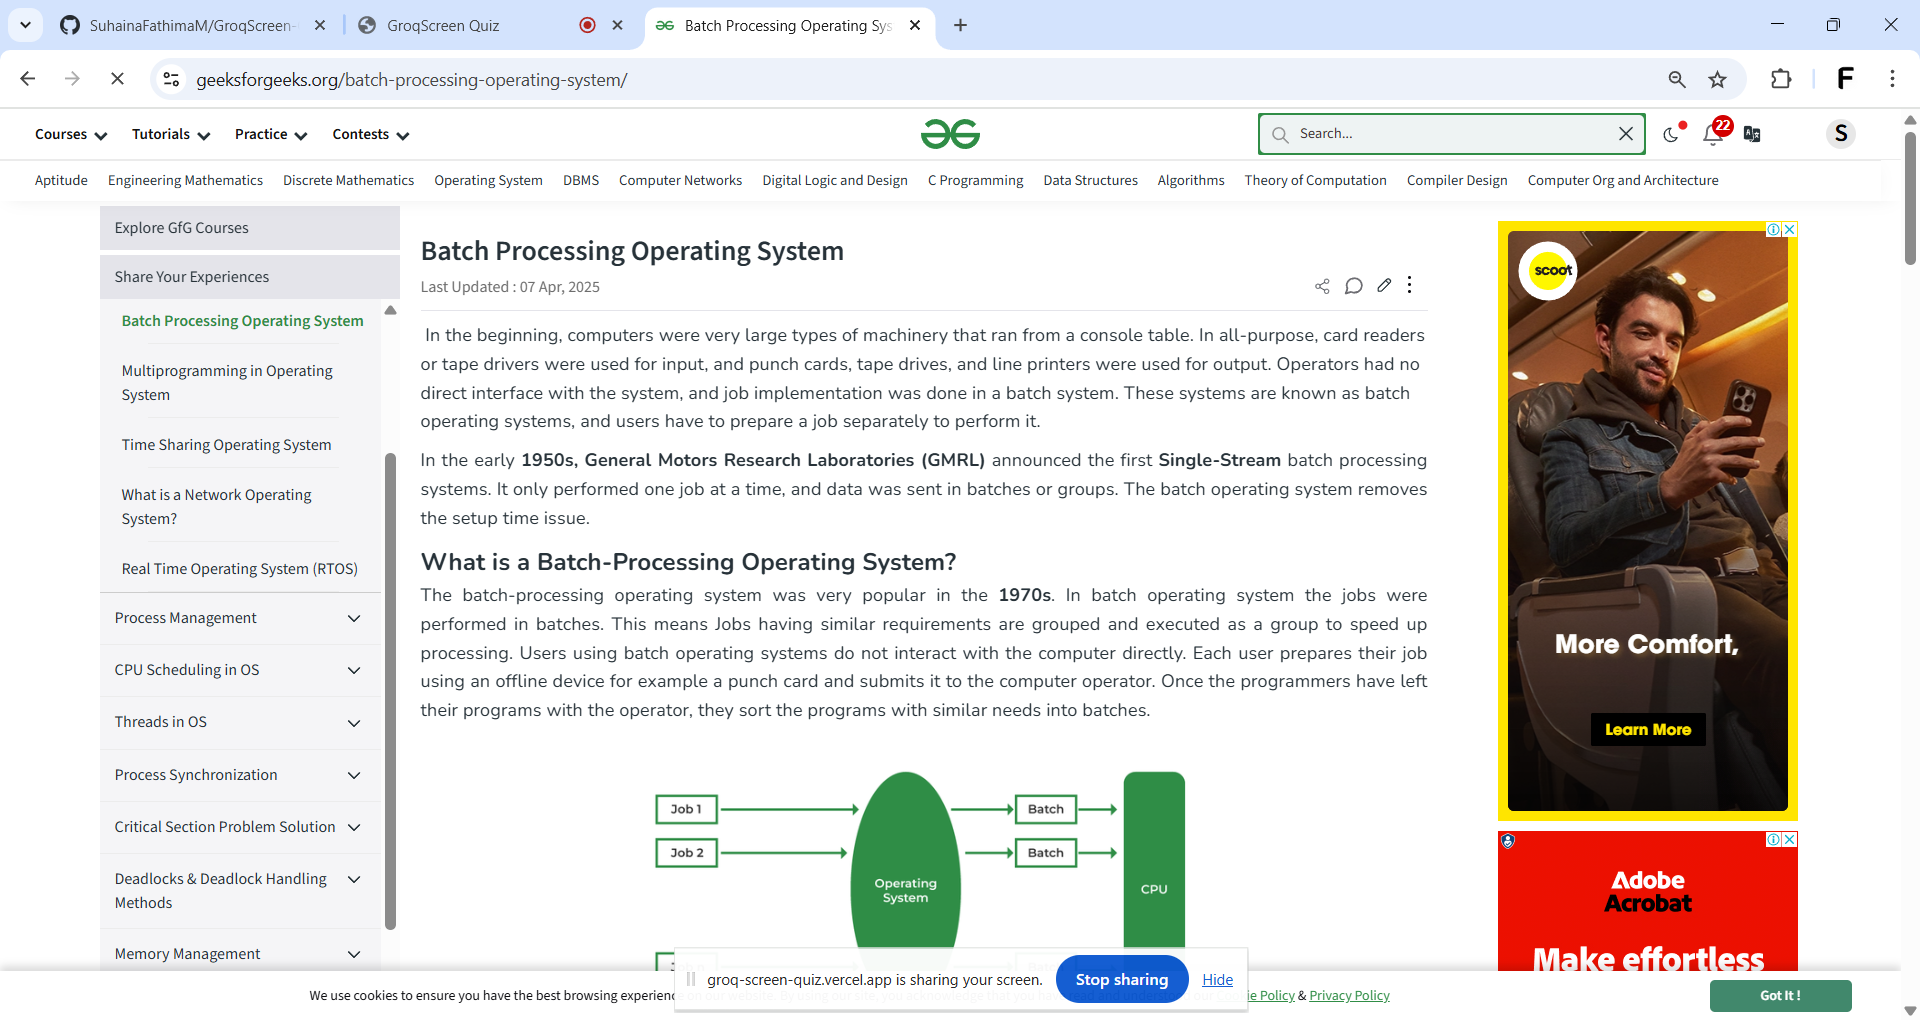 SuhainaFathimaM/GroqScreen-
GroqScreen Quiz
Batch Processing Operating Sys
geeksforgeeks.org/batch-processing-operating-system/
F
Courses Tutorials Practice Contests
Search...
22
S
Aptitude Engineering Mathematics Discrete Mathematics Operating System DBMS Computer Networks Digital Logic and Design C Programming Data Structures Algorithms Theory of Computation Compiler Design Computer Org and Architecture
Explore GfG Courses
Share Your Experiences
Batch Processing Operating System
Multiprogramming in Operating
System
Time Sharing Operating System
What is a Network Operating
System?
Real Time Operating System (RTOS)
Process Management
CPU Scheduling in OS
Threads in OS
Process Synchronization
Critical Section Problem Solution
Deadlocks & Deadlock Handling
Methods
Memory Management
Batch Processing Operating System
Last Updated : 07 Apr, 2025
In the beginning, computers were very large types of machinery that ran from a console table. In all-purpose, card readers
or tape drivers were used for input, and punch cards, tape drives, and line printers were used for output. Operators had no
direct interface with the system, and job implementation was done in a batch system. These systems are known as batch
operating systems, and users have to prepare a job separately to perform it.
In the early 1950s, General Motors Research Laboratories (GMRL) announced the first Single-Stream batch processing
systems. It only performed one job at a time, and data was sent in batches or groups. The batch operating system removes
the setup time issue.
What is a Batch-Processing Operating System?
The batch-processing operating system was very popular in the 1970s. In batch operating system the jobs were
performed in batches. This means Jobs having similar requirements are grouped and executed as a group to speed up
processing. Users using batch operating systems do not interact with the computer directly. Each user prepares their job
using an offline device for example a punch card and submits it to the computer operator. Once the programmers have left
their programs with the operator, they sort the programs with similar needs into batches.
Job 1
Batch
Job 2
Batch
Operating
System
CPU
scoot
More Comfort,
Learn More
Adobe
Acrobat
Make effortless
groq-screen-quiz.vercel.app is sharing your screen.
Stop sharing
Hide
We use cookies to ensure you have the best browsing experience
Policy & Privacy Policy
Got It !